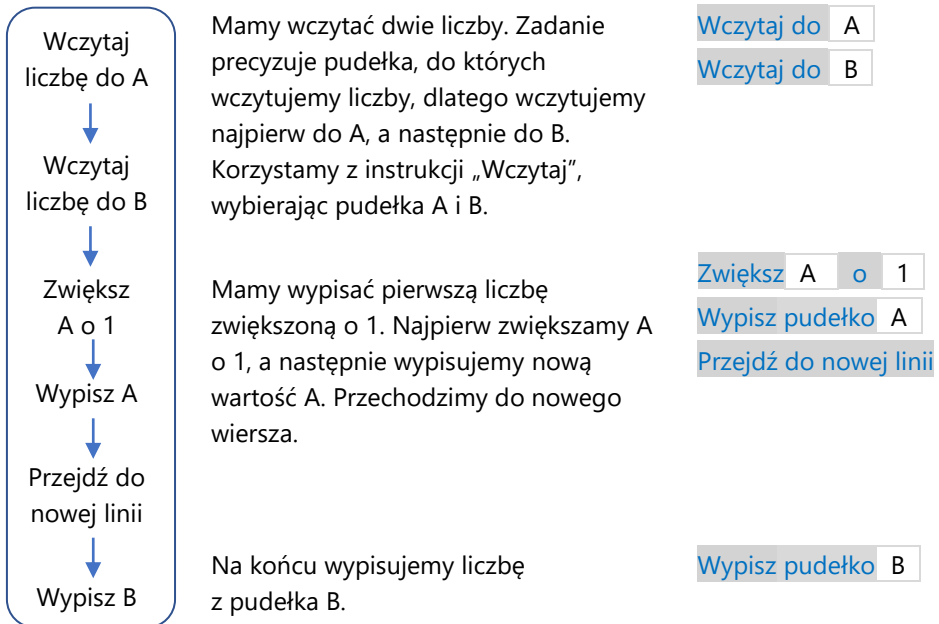 Wczytaj
liczbę do A
Wczytaj
liczbę do B
Zwiększ
A o 1
Wypisz A
Przejdź do
nowej linii
Wypisz B
Mamy wczytać dwie liczby. Zadanie
precyzuje pudełka, do których
wczytujemy liczby, dlatego wczytujemy
najpierw do A, a następnie do B.
Korzystamy z instrukcji „Wczytaj”,
wybierając pudełka A i B.
Mamy wypisać pierwszą liczbę
zwiększoną o 1. Najpierw zwiększamy A
o 1, a następnie wypisujemy nową
wartość A. Przechodzimy do nowego
wiersza.
Na końcu wypisujemy liczbę
z pudełka B.
Wczytaj do A
Wczytaj do B
Zwiększ A o 1
Wypisz pudełko A
Przejdź do nowej linii
Wypisz pudełko B